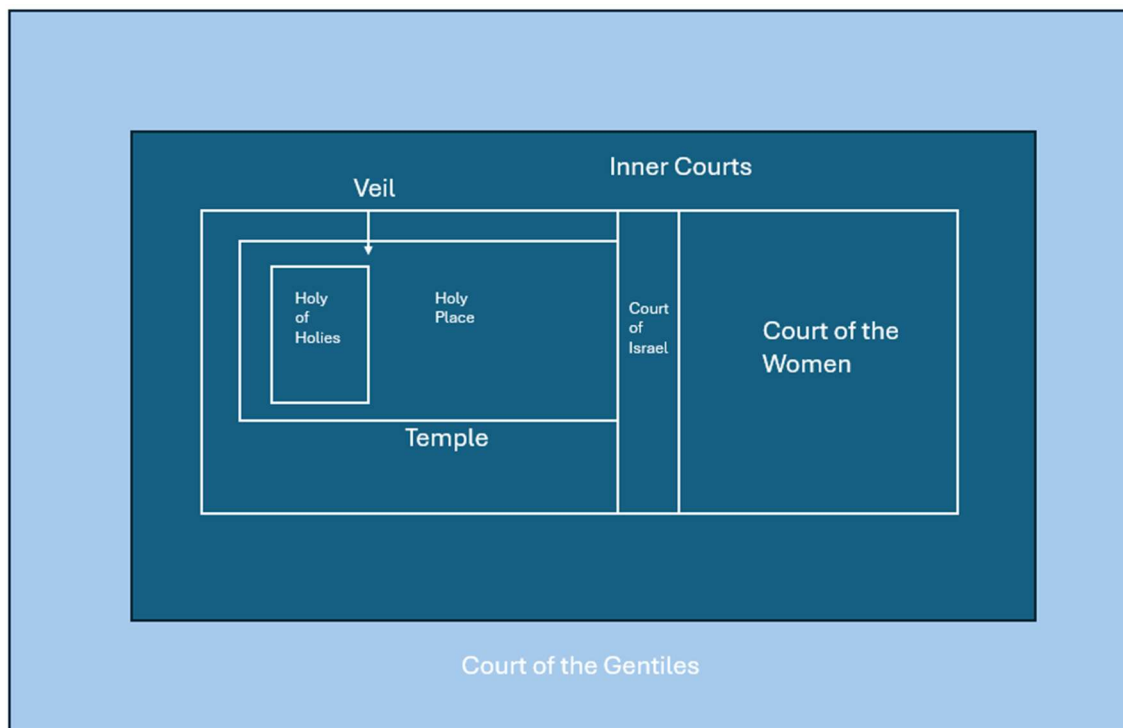 Inner Courts
Veil
Holy
of
Holies
Holy
Place
Court
of
Israel
Court of the
Women
Temple
Court of the Gentiles